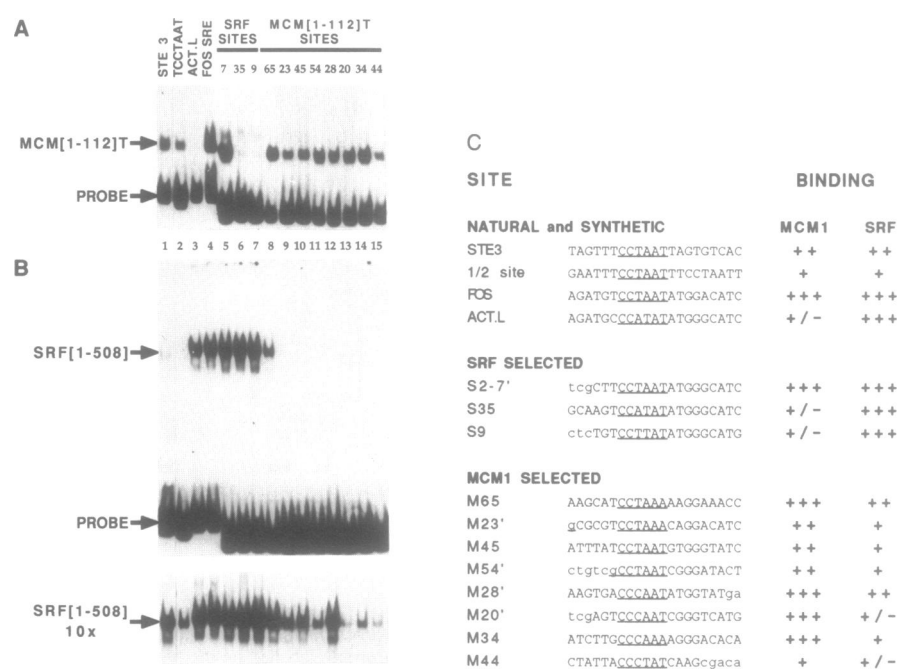 A
STE 3
TCCTAAT
ACT.L
FOS SRE
SRF
SITES
MCM[1-112]T
SITES
7 35 9 65 23 45 54 28 20 34 44
MCM[1-112]T
PROBE
1 2 3 4 5 6 7 8 9 10 11 12 13 14 15
B
SRF[1-508]
PROBE
SRF[1-508]
10x
C
SITE BINDING
NATURAL and SYNTHETIC MCM1 SRF
STE3 TAGTTTCCTAATTAGTGTCAC ++ ++
1/2 site GAATTTCCTAATTTCCTAATT + +
FOS AGATGTCCTAATATGGACATC +++ +++
ACT.L AGATGCCCATATATGGGCATC +/- +++
SRF SELECTED
S2-7' tcgCTTCCTAATATGGGCATC +++ +++
S35 GCAAGTCCATATATGGGCATC +/- +++
S9 ctcTGTCCTTATATGGGCATG +/- +++
MCM1 SELECTED
M65 AAGCATCCTAAAAAGGAAACC +++ ++
M23' gCGCGTCCTAAACAGGACATC ++ +
M45 ATTTATCCTAATGTGGGTATC ++ +
M54' ctgtcgCCTAATCGGGATACT ++ +
M28' AAGTGACCCAATATGGTATga +++ ++
M20' tcgAGTCCCAATCGGGTCATG +++ +/-
M34 ATCTTGCCCAAAAGGGACACA +++ +
M44 CTATTACCCTATCAAGcgaca + +/-